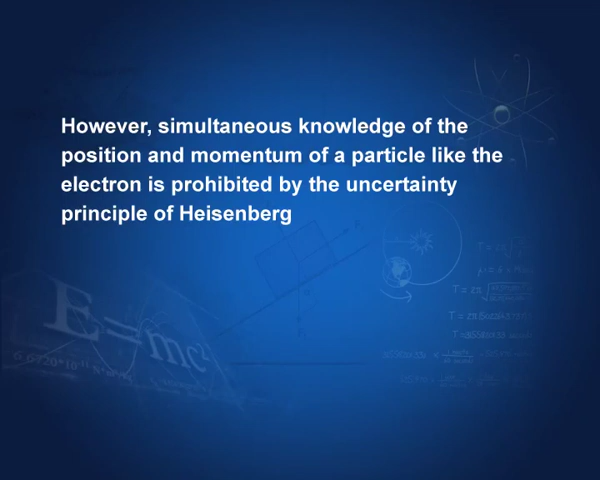 However, simultaneous knowledge of the
position and momentum of a particle like the
electron is prohibited by the uncertainty
principle of Heisenberg
E=mc²